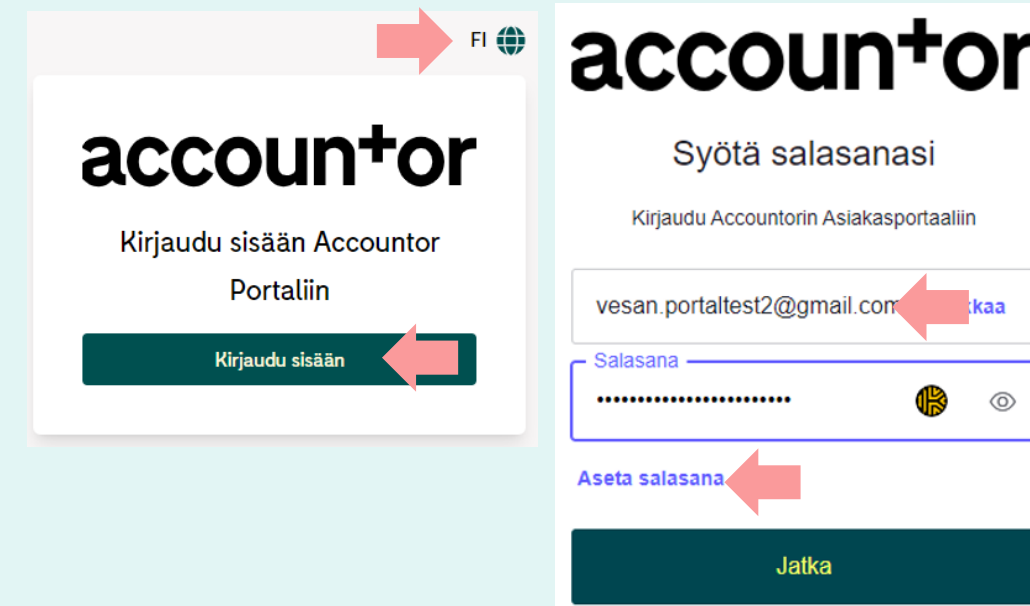 FI
accountor
Kirjaudu sisään Accountor
Portaliin
Kirjaudu sisään
accountor
Syötä salasanasi
Kirjaudu Accountorin Asiakasportaaliin
vesan.portaltest2@gmail.com
Salasana
Aseta salasana
Jatka